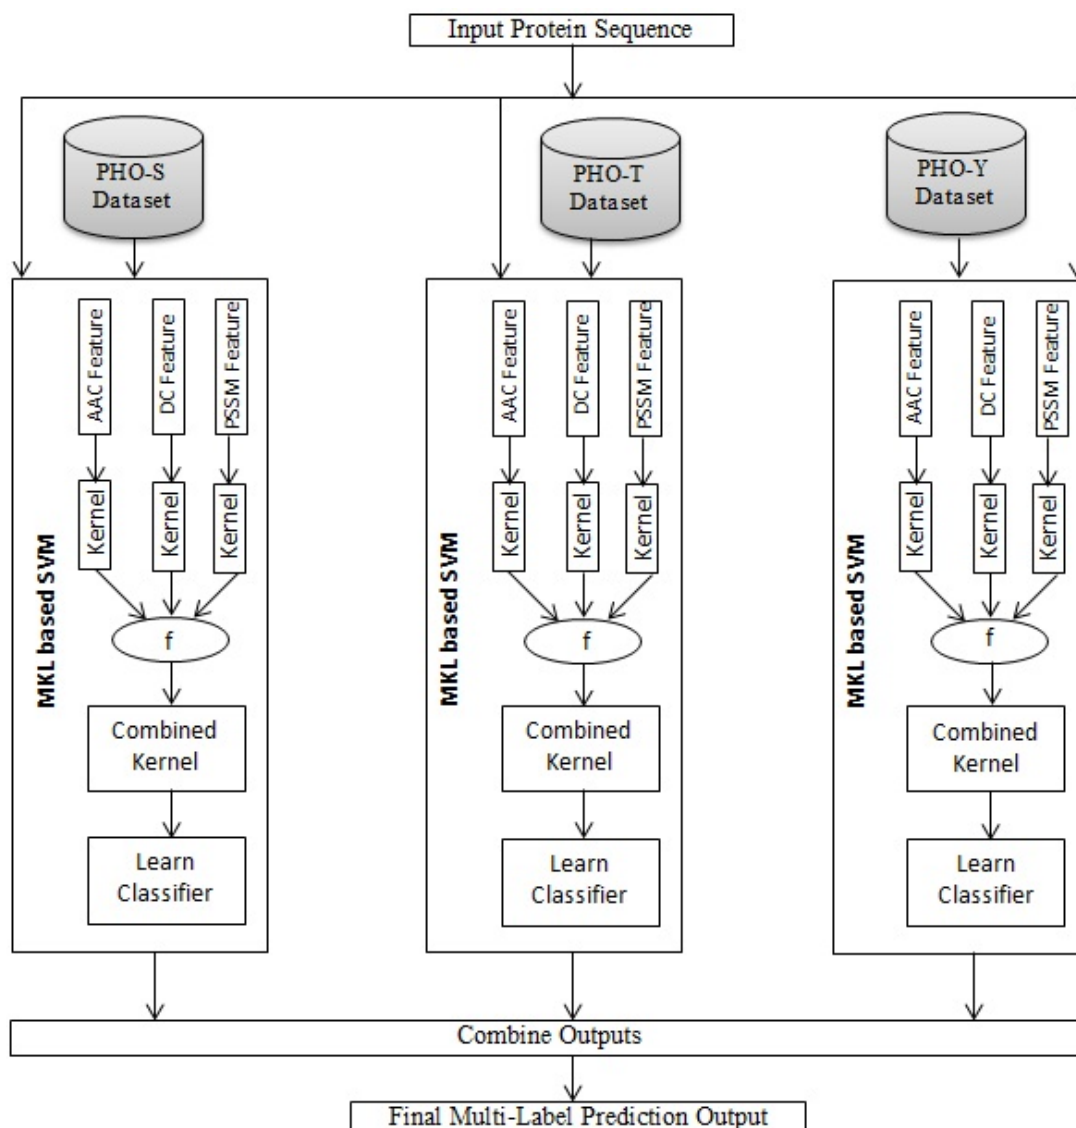 Input Protein Sequence
PHO-S
Dataset
PHO-T
Dataset
PHO-Y
Dataset
MKL based SVM
AAC Feature
DC Feature
PSSM Feature
Kernel
Kernel
Kernel
f
Combined
Kernel
Learn
Classifier
MKL based SVM
AAC Feature
DC Feature
PSSM Feature
Kernel
Kernel
Kernel
f
Combined
Kernel
Learn
Classifier
MKL based SVM
AAC Feature
DC Feature
PSSM Feature
Kernel
Kernel
Kernel
f
Combined
Kernel
Learn
Classifier
Combine Outputs
Final Multi-Label Prediction Output